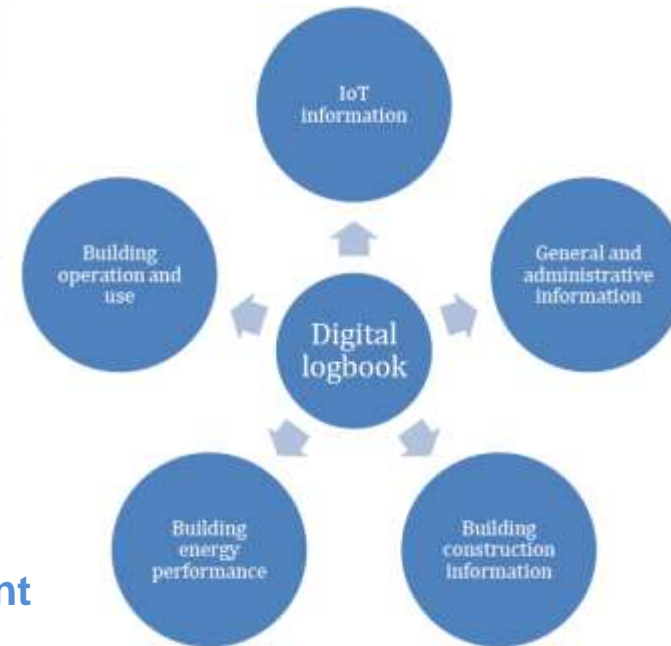 IoT
information
Building
operation and
use
General and
administrative
information
Digital
logbook
Building
energy
performance
Building
construction
information
nt